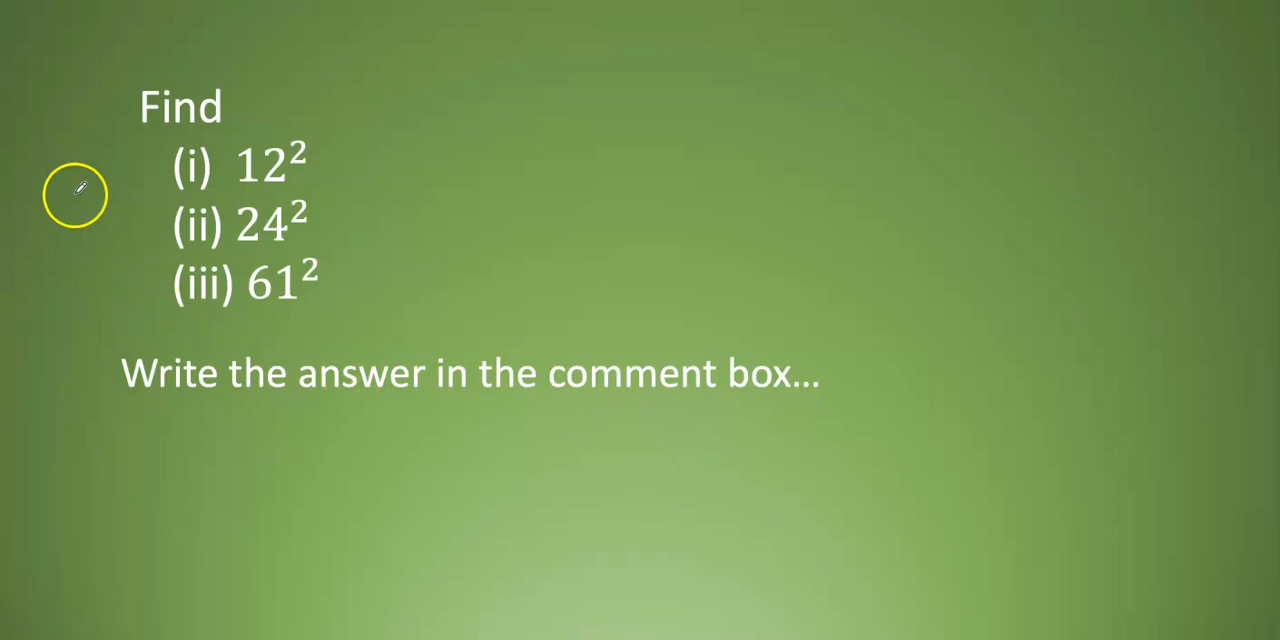 Find
(i) 12²
(ii) 24²
(iii) 61²
Write the answer in the comment box...